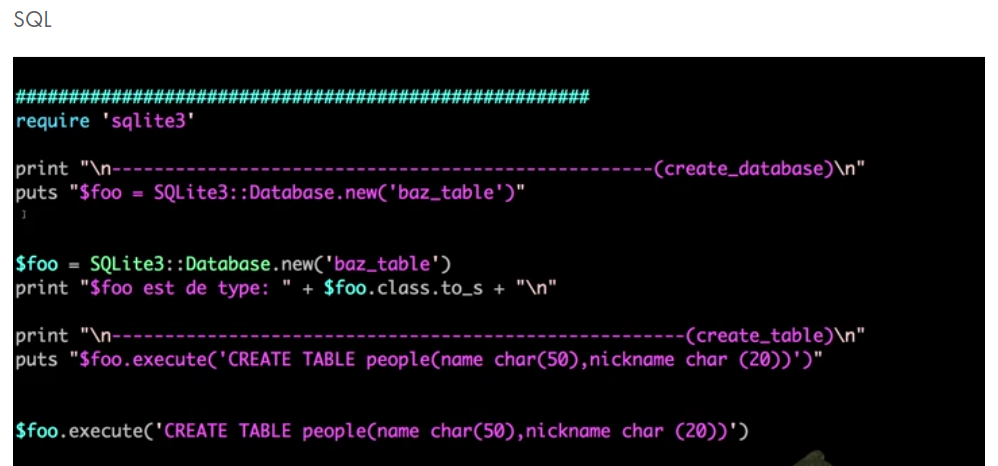 SQL
######################################################
require 'sqlite3'
print "\n---------------------------------------------------(create_database)\n"
puts "$foo = SQLite3::Database.new('baz_table')"
$foo = SQLite3::Database.new('baz_table')
print "$foo est de type: " + $foo.class.to_s + "\n"
print "\n------------------------------------------------------(create_table)\n"
puts "$foo.execute('CREATE TABLE people(name char(50),nickname char (20))')"
$foo.execute('CREATE TABLE people(name char(50),nickname char (20))')